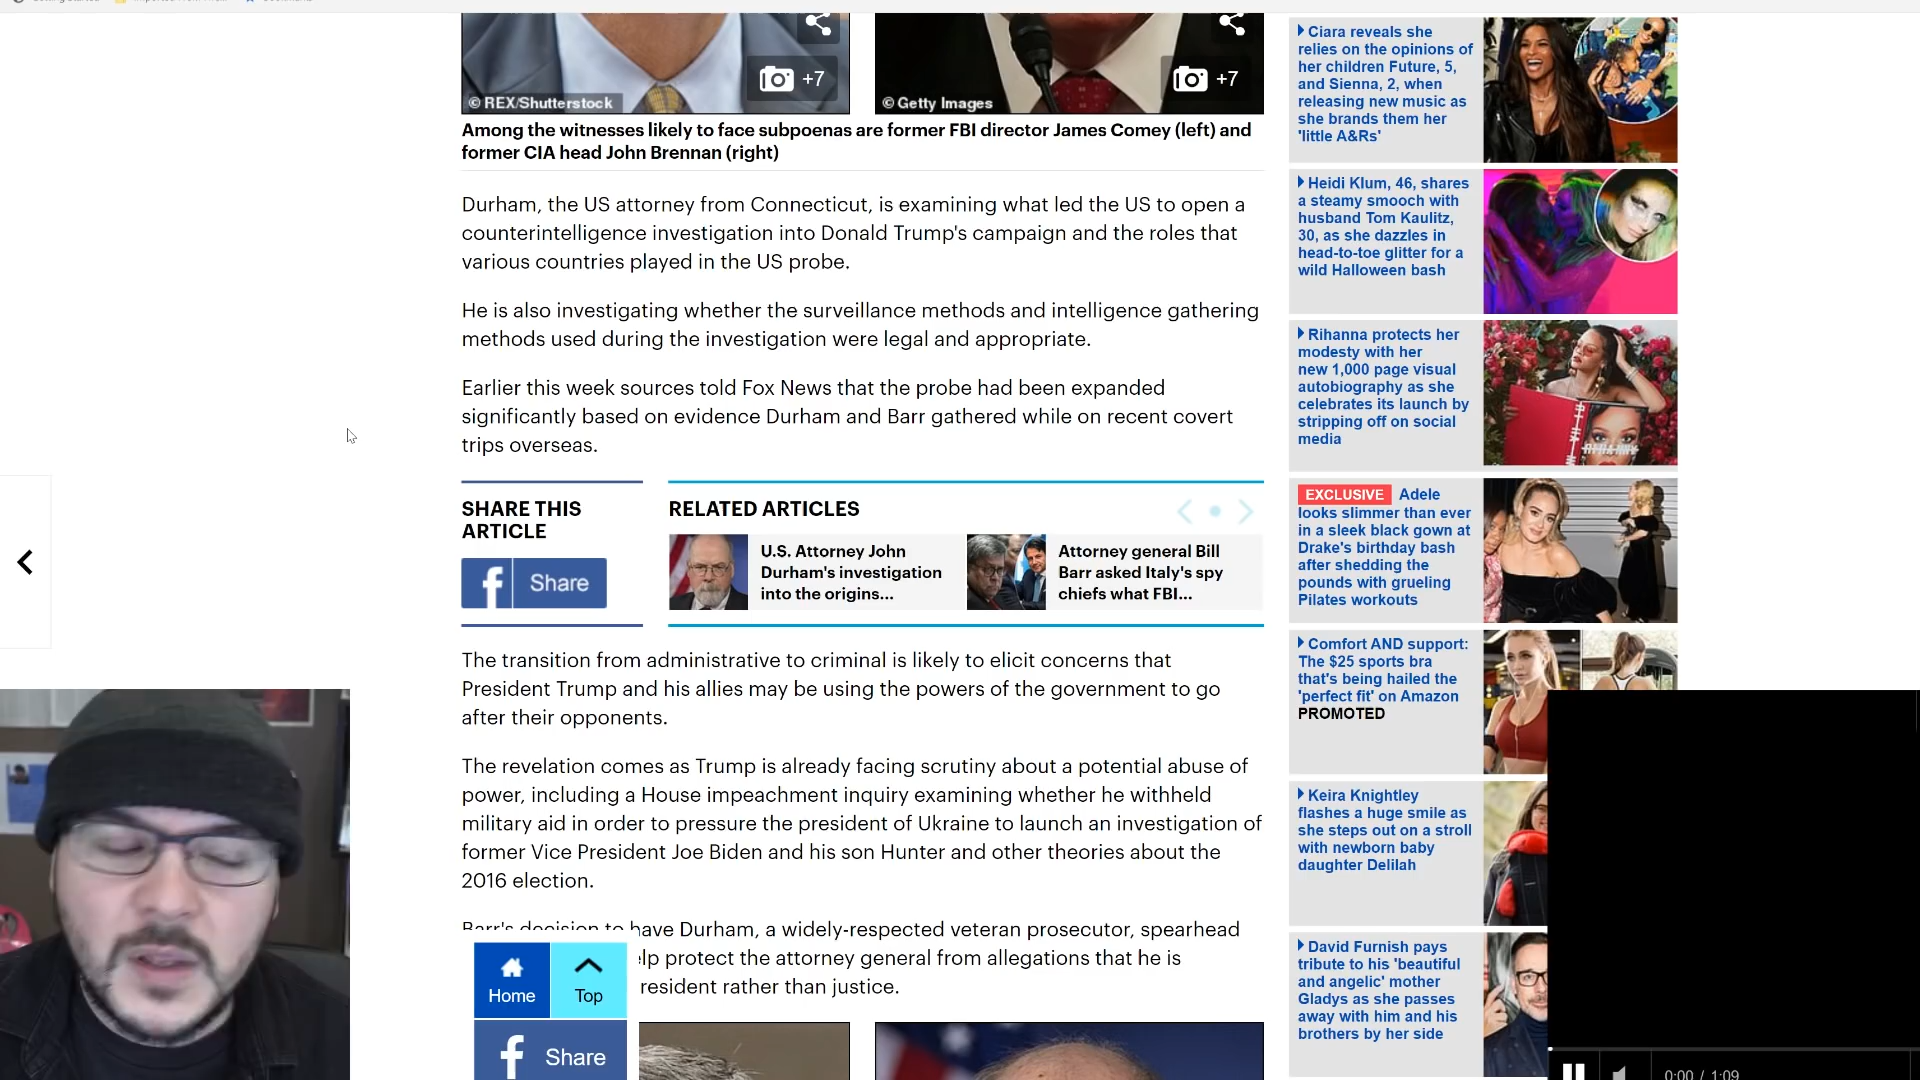 +7
+7
© REX/Shutterstock
© Getty Images
Among the witnesses likely to face subpoenas are former FBI director James Comey (left) and
former CIA head John Brennan (right)
Durham, the US attorney from Connecticut, is examining what led the US to open a
counterintelligence investigation into Donald Trump's campaign and the roles that
various countries played in the US probe.
He is also investigating whether the surveillance methods and intelligence gathering
methods used during the investigation were legal and appropriate.
Earlier this week sources told Fox News that the probe had been expanded
significantly based on evidence Durham and Barr gathered while on recent covert
trips overseas.
SHARE THIS
ARTICLE
Share
RELATED ARTICLES
U.S. Attorney John
Durham's investigation
into the origins...
Attorney general Bill
Barr asked Italy's spy
chiefs what FBI...
The transition from administrative to criminal is likely to elicit concerns that
President Trump and his allies may be using the powers of the government to go
after their opponents.
The revelation comes as Trump is already facing scrutiny about a potential abuse of
power, including a House impeachment inquiry examining whether he withheld
military aid in order to pressure the president of Ukraine to launch an investigation of
former Vice President Joe Biden and his son Hunter and other theories about the
2016 election.
Barr's decision to have Durham, a widely-respected veteran prosecutor, spearhead
protect the attorney general from allegations that he is
rather than justice.
Home
Top
Share
Ciara reveals she
relies on the opinions of
her children Future, 5,
and Sienna, 2, when
releasing new music as
she brands them her
'little A&Rs'
Heidi Klum, 46, shares
a steamy smooch with
husband Tom Kaulitz,
30, as she dazzles in
head-to-toe glitter for a
wild Halloween bash
Rihanna protects her
modesty with her
new 1,000 page visual
autobiography as she
celebrates its launch by
stripping off on social
media
EXCLUSIVE Adele
looks slimmer than ever
in a sleek black gown at
Drake's birthday bash
after shedding the
pounds with grueling
Pilates workouts
Comfort AND support:
The $25 sports bra
that's being hailed the
'perfect fit' on Amazon
PROMOTED
Keira Knightley
flashes a huge smile as
she steps out on a stroll
with newborn baby
daughter Delilah
David Furnish pays
tribute to his 'beautiful
and angelic' mother
Gladys as she passes
away with him and his
brothers by her side
0:00 / 1:09